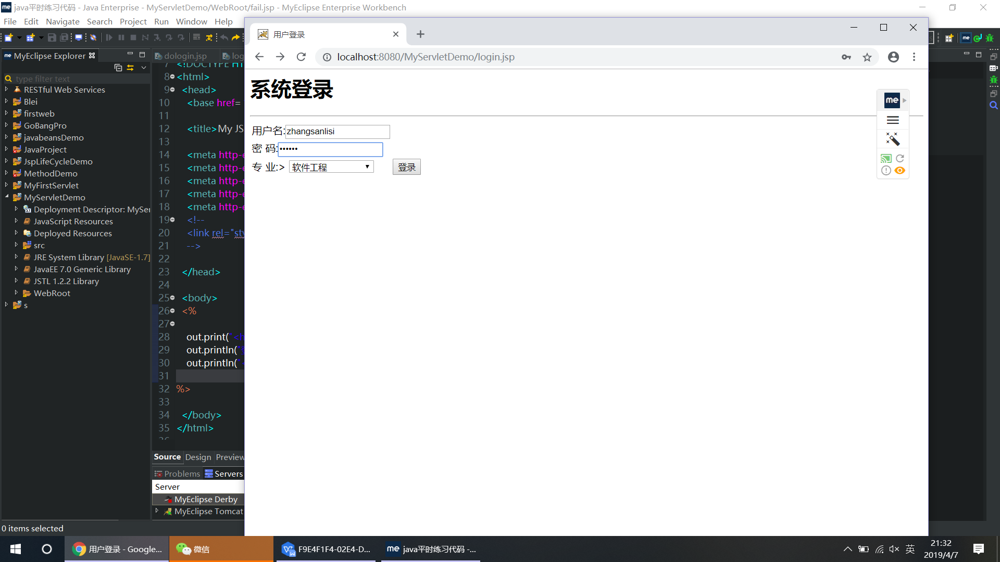 java平时练习代码 - Java Enterprise - MyServletDemo/WebRoot/fail.jsp - MyEclipse Enterprise Workbench
File Edit Navigate Search Project Run Window Help
用户登录
MyEclipse Explorer
dologin.jsp
log
localhost:8080/MyServletDemo/login.jsp
type filter text
RESTful Web Services
Blei
firstweb
GoBangPro
javabeansDemo
JavaProject
JspLifeCycleDemo
MethodDemo
MyFirstServlet
MyServletDemo
Deployment Descriptor: MySer
JavaScript Resources
Deployed Resources
src
JRE System Library [JavaSE-1.7]
JavaEE 7.0 Generic Library
JSTL 1.2.2 Library
WebRoot
s
7 <!DOCTYPE HT
8 <html>
9 <head>
10 <base href=
11
12 <title>My JS
13
14 <meta http-e
15 <meta http-e
16 <meta http-e
17 <meta http-e
18 <meta http-e
19 <!--
20 <link rel="sty
21 -->
22
23 </head>
24
25 <body>
26 <%
27
28 out.print("<h
29 out.println("
30 out.println("
31
32 %>
33
34 </body>
35 </html>
系统登录
用户名:zhangsanlisi
密 码:••••••
专 业:> 软件工程 登录
me
Source Design Preview
Problems Servers
Server
MyEclipse Derby
MyEclipse Tomcat
0 items selected
用户登录 - Google...
微信
F9E4F1F4-02E4-D...
me java平时练习代码 -...
英
21:32
2019/4/7